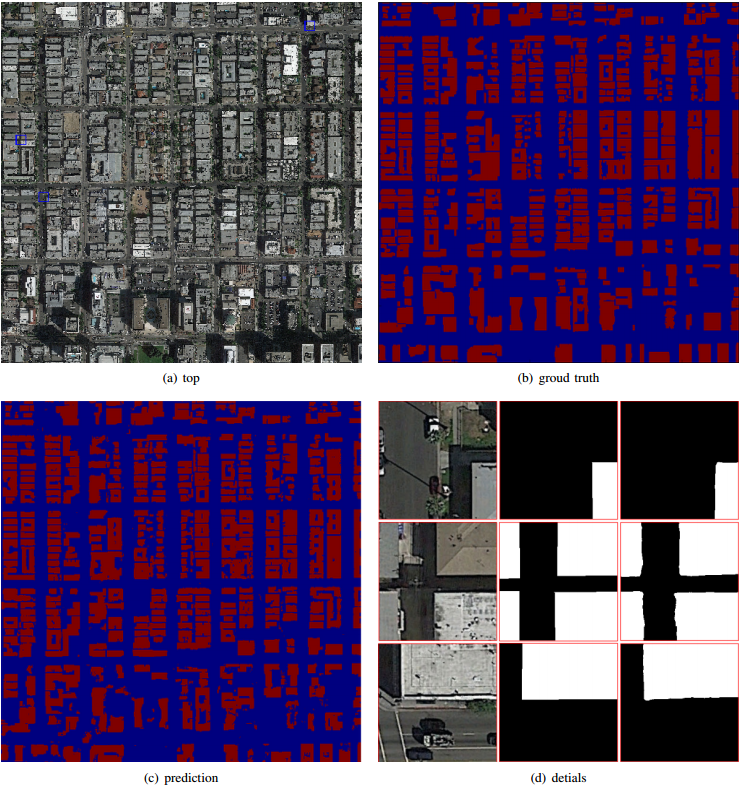 (a) top
(b) groud truth
(c) prediction
(d) detials